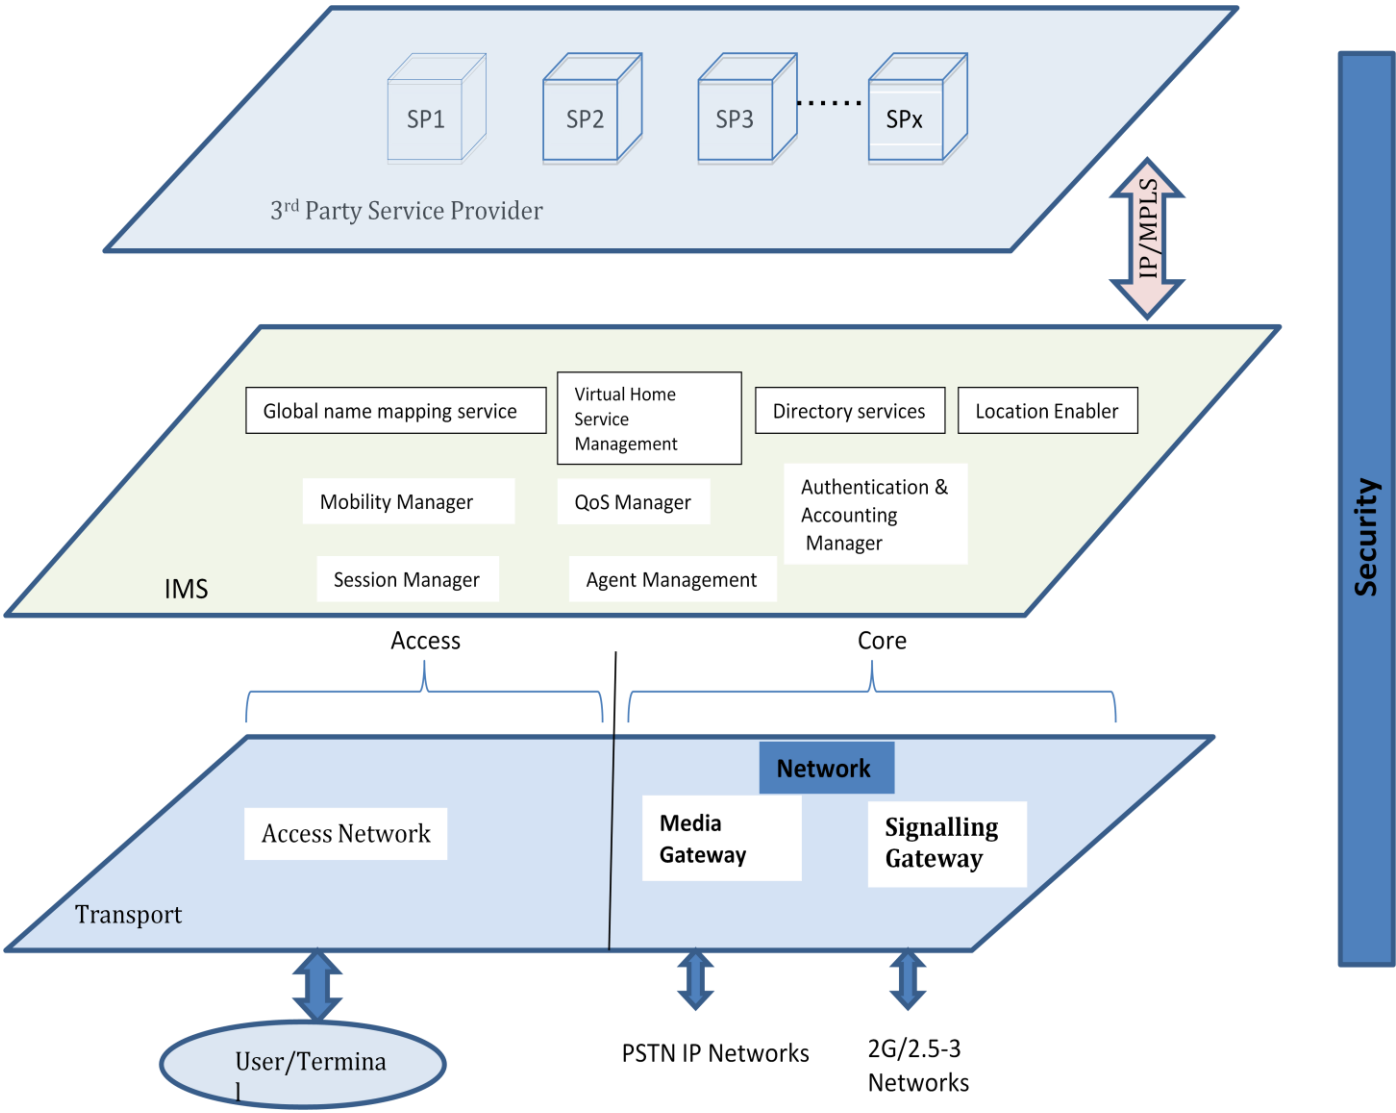 SP1
SP2
SP3
......
SPx
3rd Party Service Provider
IP/MPLS
Security
Global name mapping service
Virtual Home
Service
Management
Directory services
Location Enabler
Mobility Manager
QoS Manager
Authentication &
Accounting
Manager
Session Manager
Agent Management
IMS
Access
Core
Network
Access Network
Media
Gateway
Signalling
Gateway
Transport
User/Termina
l
PSTN IP Networks
2G/2.5-3
Networks